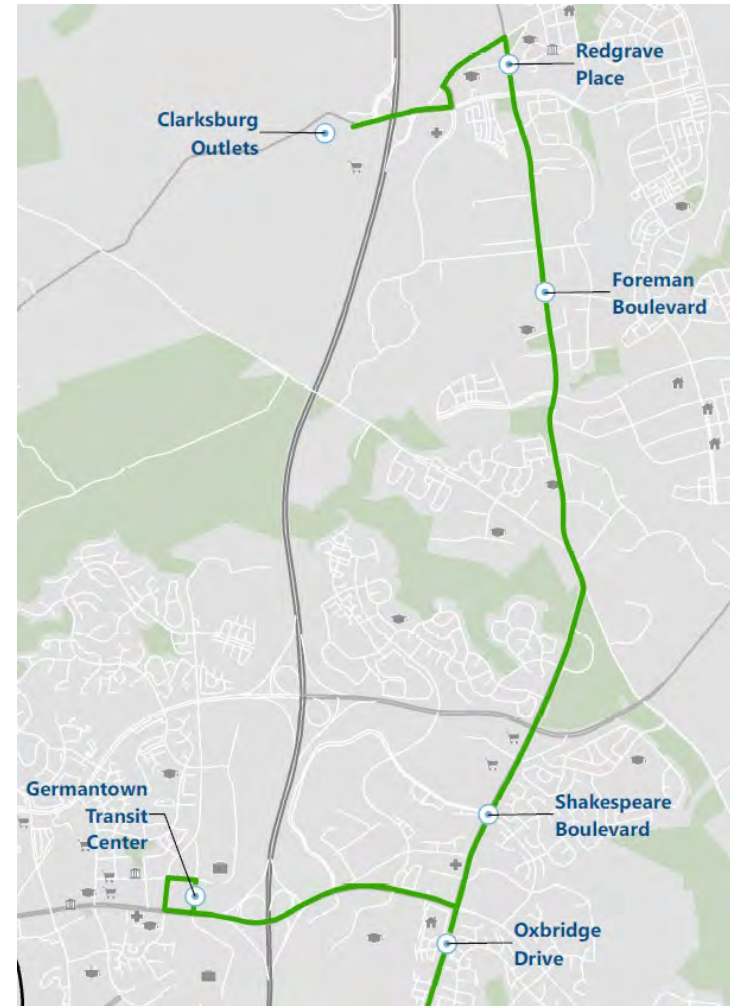 Redgrave
Place
Clarksburg
Outlets
Foreman
Boulevard
Germantown
Transit
Center
Shakespeare
Boulevard
Oxbridge
Drive